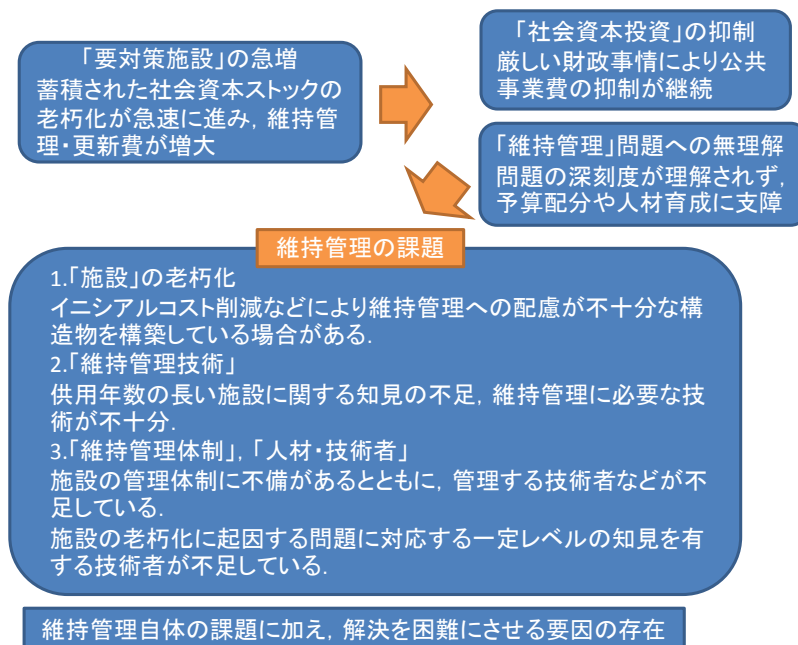 「要対策施設」の急増
蓄積された社会資本ストックの
老朽化が急速に進み，維持管
理・更新費が増大
「社会資本投資」の抑制
厳しい財政事情により公共
事業費の抑制が継続
「維持管理」問題への無理解
問題の深刻度が理解されず，
予算配分や人材育成に支障
維持管理の課題
1.「施設」の老朽化
イニシアルコスト削減などにより維持管理への配慮が不十分な構
造物を構築している場合がある．
2.「維持管理技術」
供用年数の長い施設に関する知見の不足，維持管理に必要な技
術が不十分．
3.「維持管理体制」，「人材・技術者」
施設の管理体制に不備があるとともに，管理する技術者などが不
足している．
施設の老朽化に起因する問題に対応する一定レベルの知見を有
する技術者が不足している．
維持管理自体の課題に加え，解決を困難にさせる要因の存在